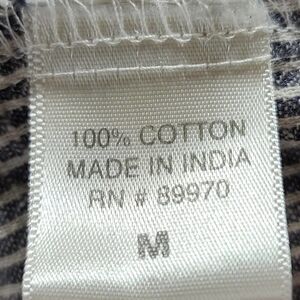 100% COTTON
MADE IN INDIA
RN # 89970
M